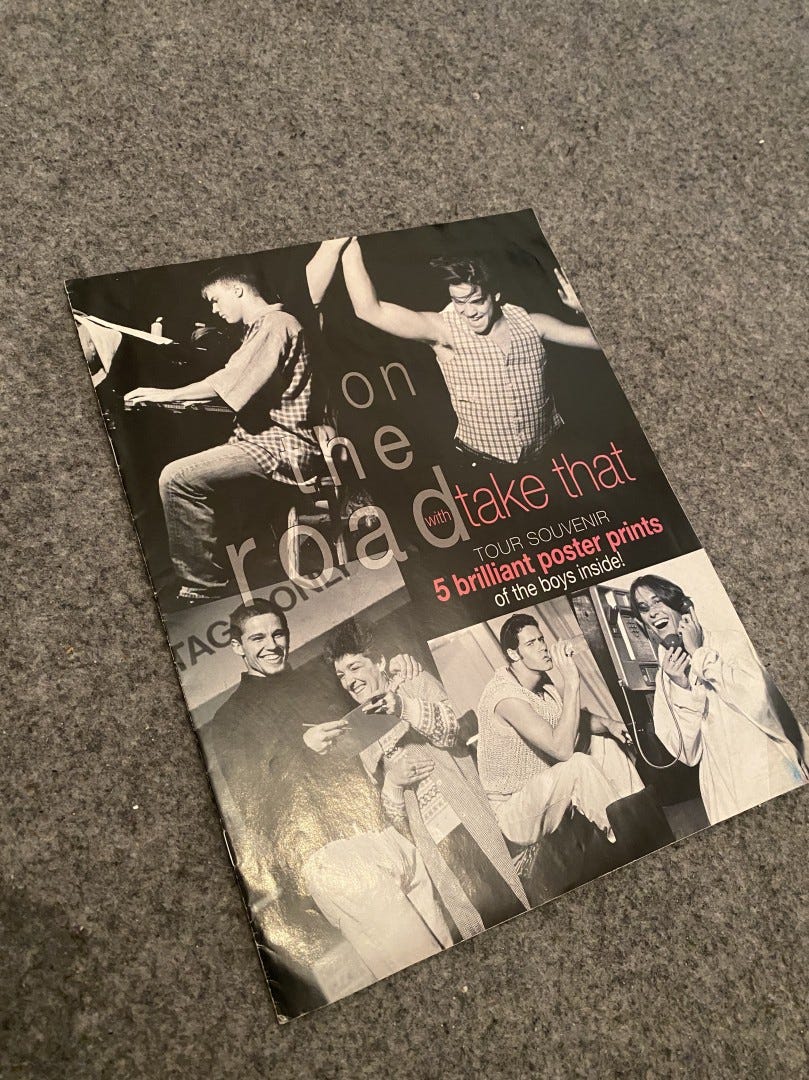 on
the
road
with take that
TOUR SOUVENIR
5 brilliant poster prints
of the boys inside!